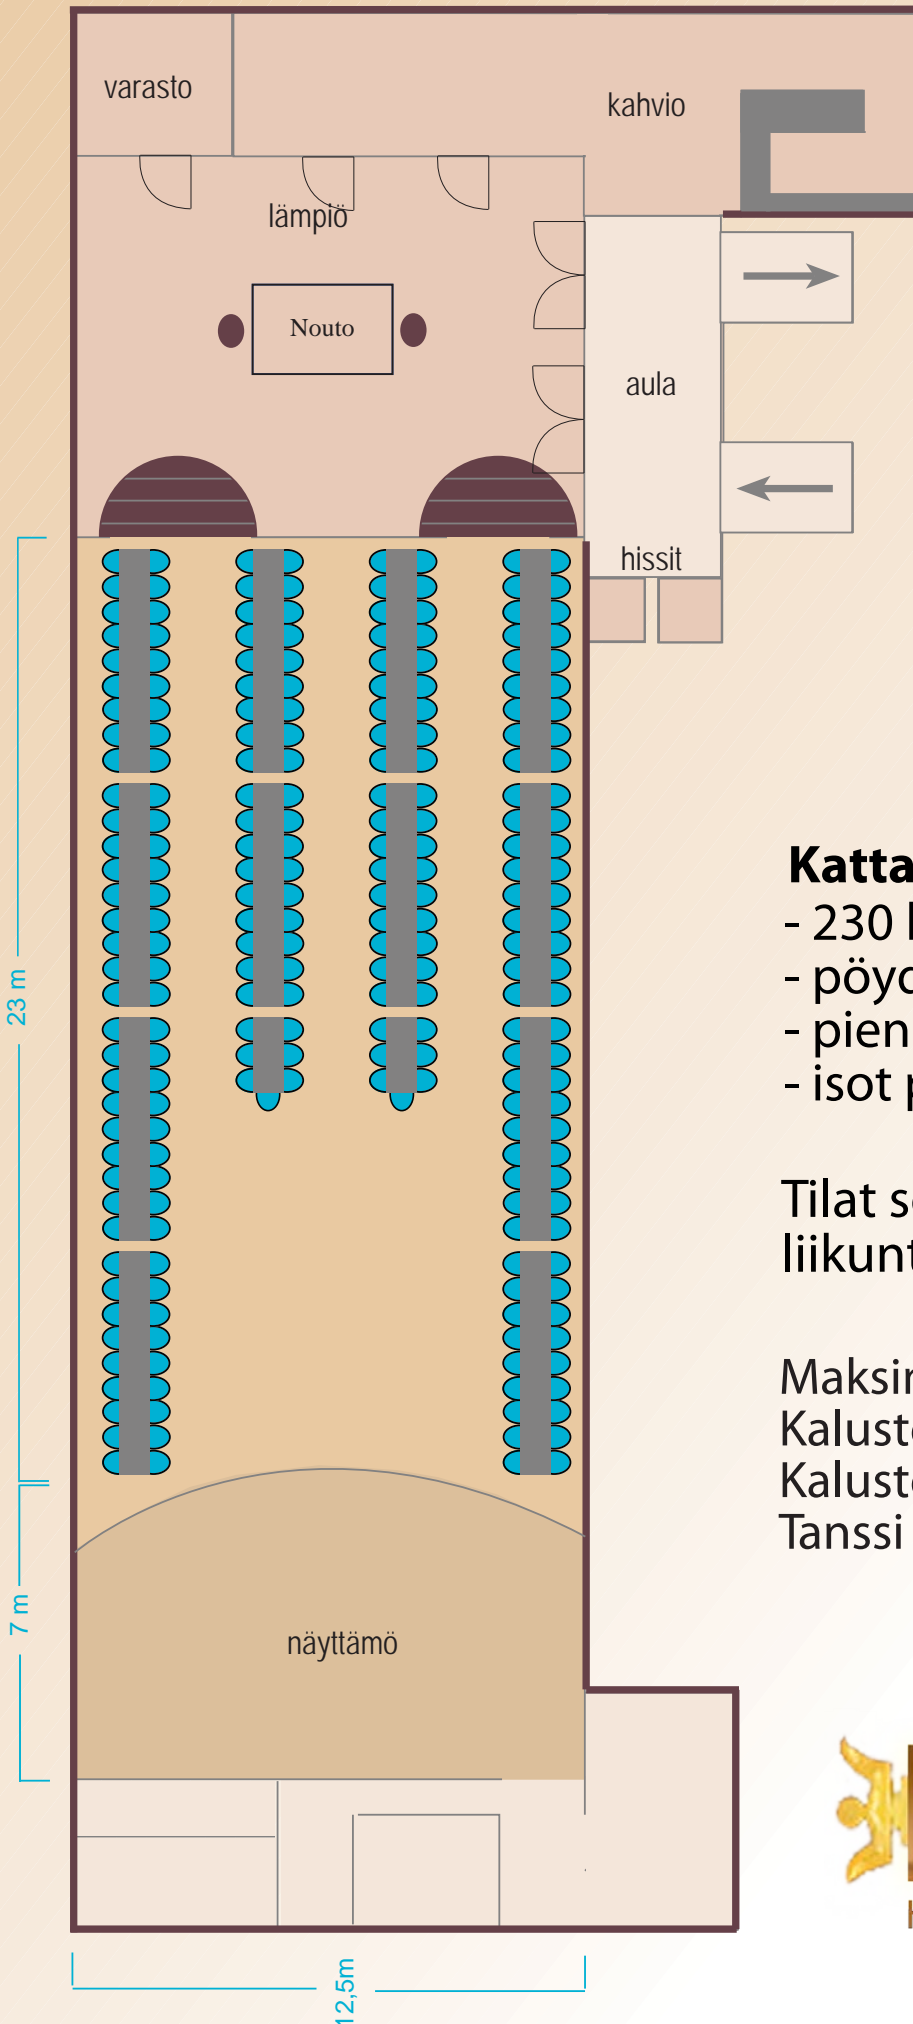 varasto
kahvio
lämpiö
Nouto
aula
hissit
23 m
Katta
- 230
- pöyd
- pien
- isot p
Tilat s
liikunt
Maksim
Kalust
Kalust
Tanssi
7 m
näyttämö
12,5m